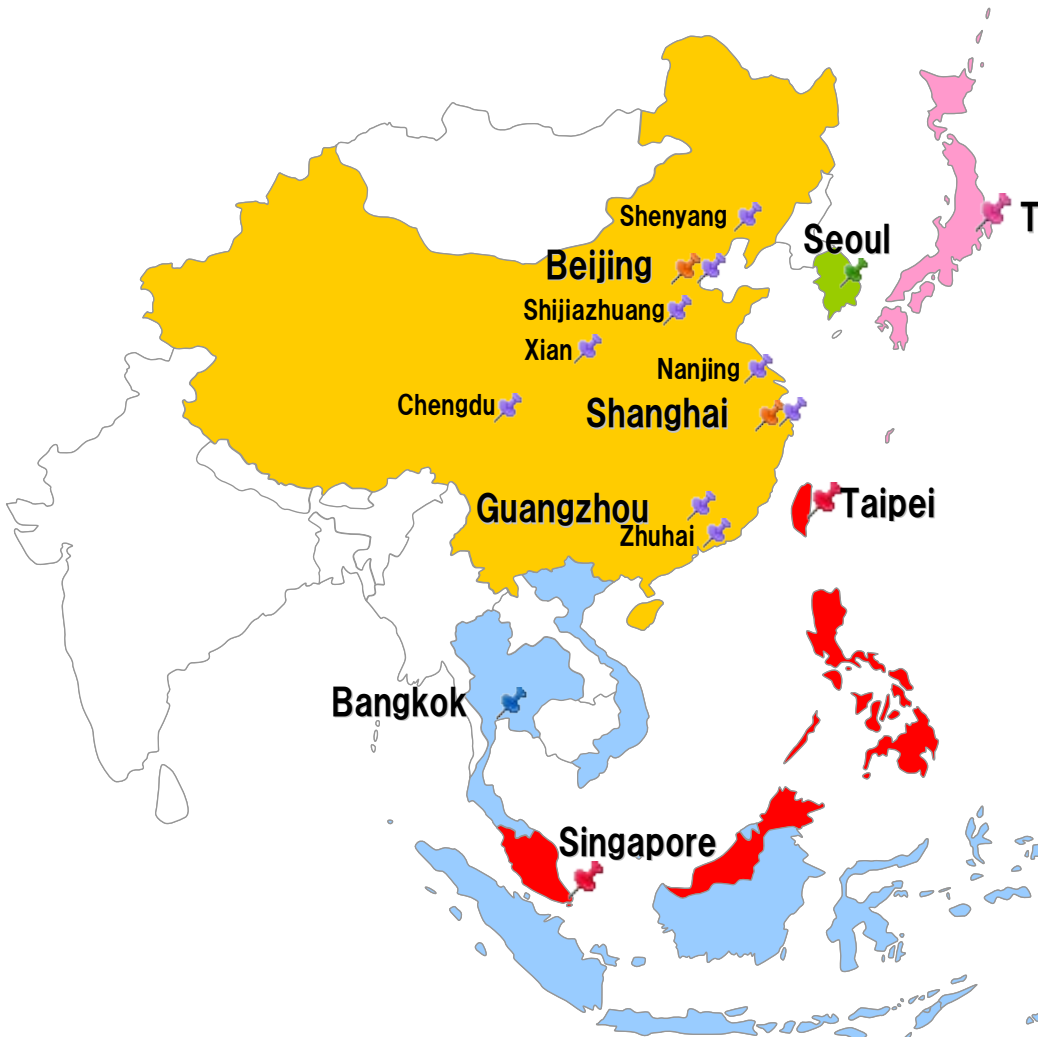 Shenyang
Seoul
T
Beijing
Shijiazhuang
Xian
Nanjing
Chengdu
Shanghai
Guangzhou
Taipei
Zhuhai
Bangkok
Singapore